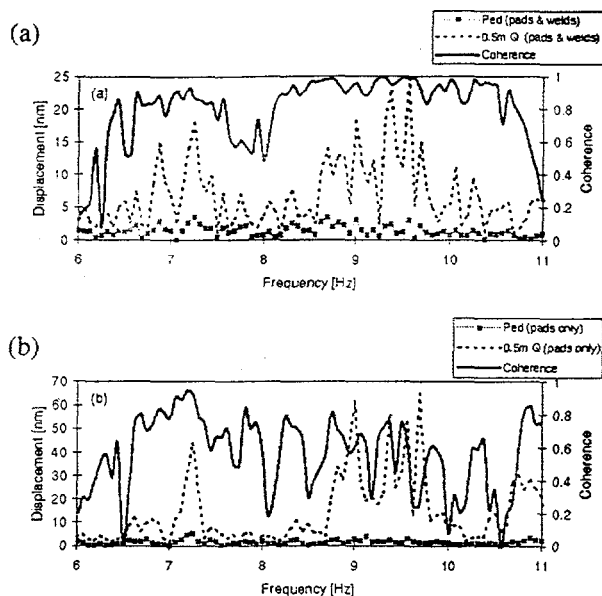 (a)
Ped (pads & welds)
0.5m Q (pads & welds)
Coherence
(a)
25
20
15
10
5
0
Displacement [nm]
1
0.8
0.6
0.4
0.2
0
Coherence
6 7 8 9 10 11
Frequency [Hz]
(b)
Ped (pads only)
0.5m Q (pads only)
Coherence
(b)
70
60
50
40
30
20
10
0
Displacement [nm]
1
0.8
0.6
0.4
0.2
0
Coherence
6 7 8 9 10 11
Frequency [Hz]